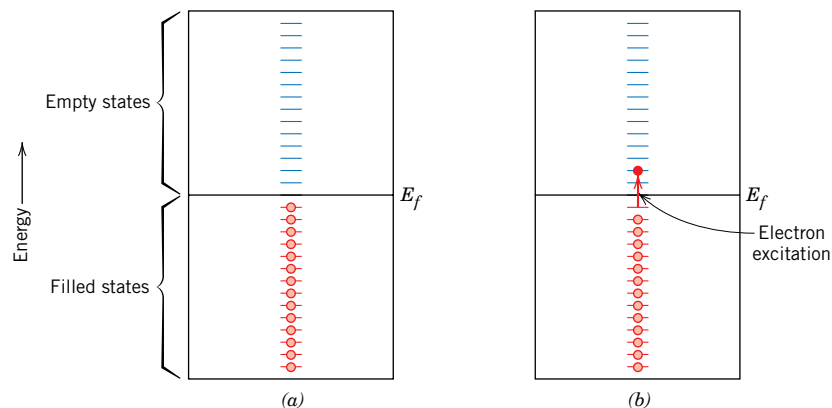 Empty states
Energy
Filled states
E_f
(a)
E_f
Electron
excitation
(b)